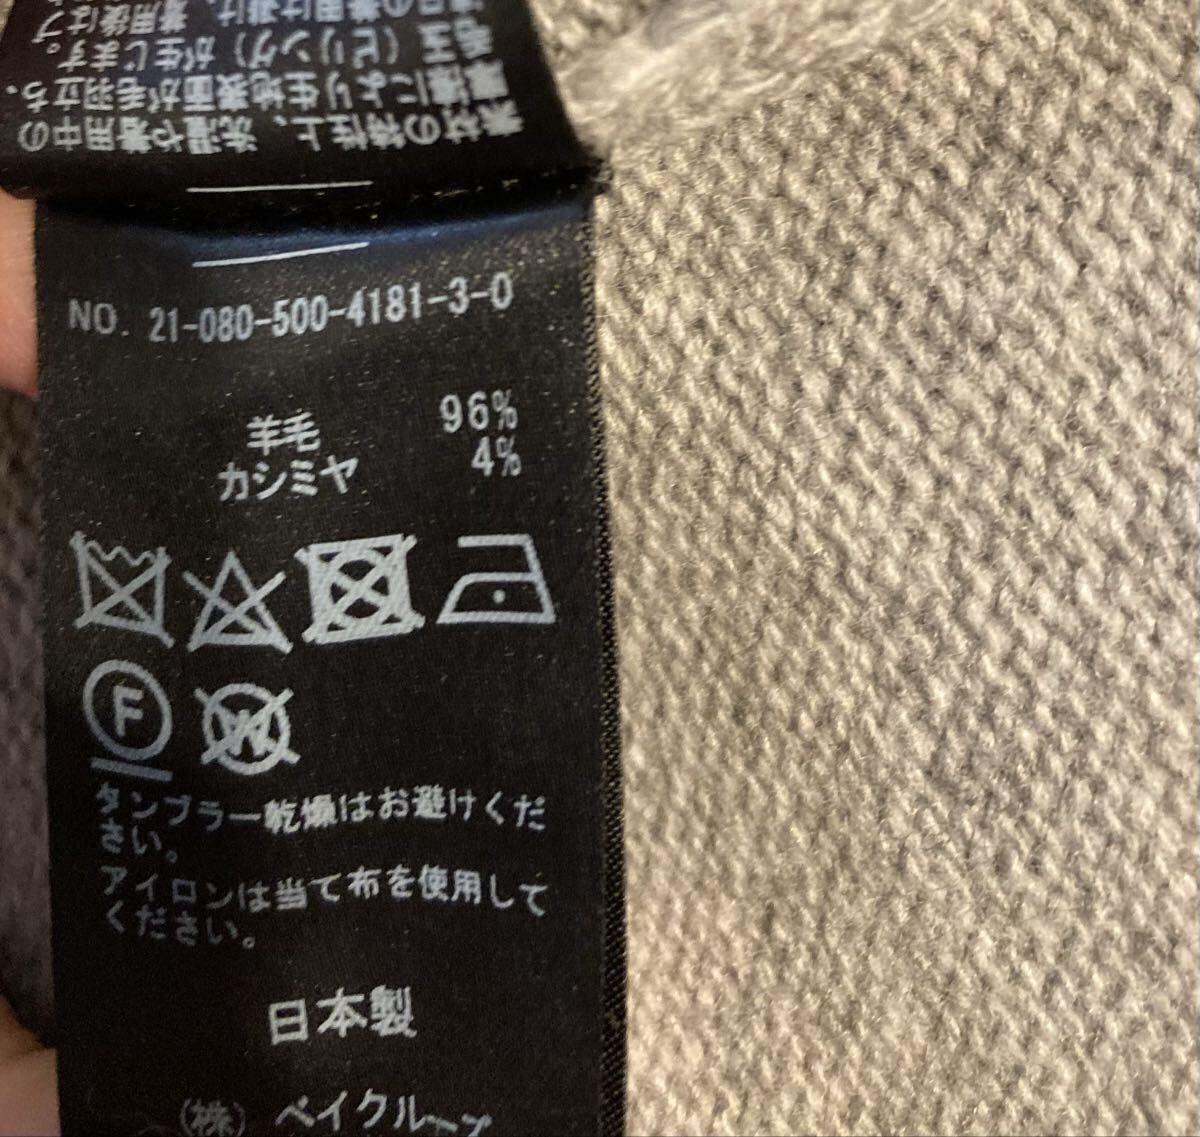 素材の特性上、洗濯や着用中の
摩擦により生地表面が毛羽立ち、
毛玉（ピリング）が生じます。
NO. 21-080-500-4181-3-0
羊毛 96%
カシミヤ 4%
F
W
タンブラー乾燥はお避けくだ
さい。
アイロンは当て布を使用して
ください。
日本製
（株）ベイクルーズ